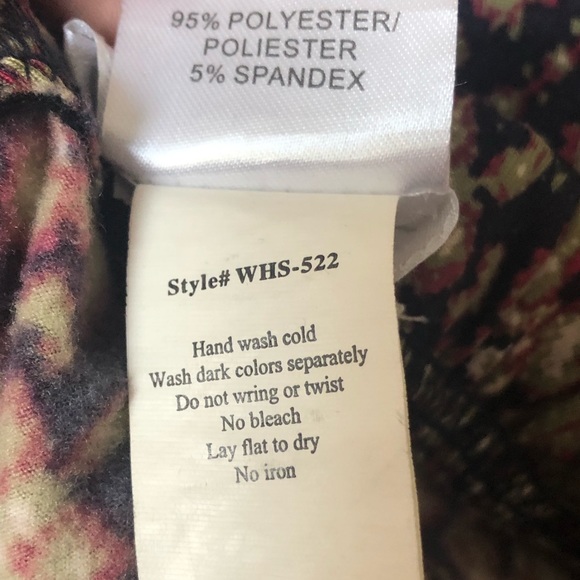 95% POLYESTER/
POLIESTER
5% SPANDEX
Style# WHS-522
Hand wash cold
Wash dark colors separately
Do not wring or twist
No bleach
Lay flat to dry
No iron